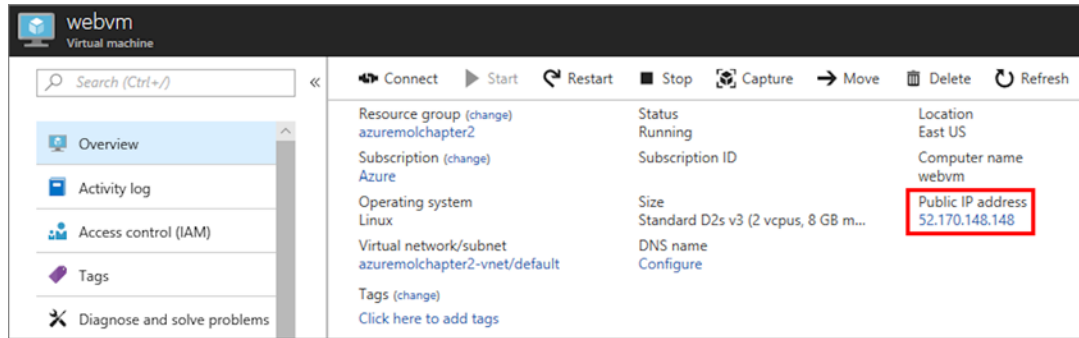 webvm
Virtual machine
Search (Ctrl+/)
«
Overview
Activity log
Access control (IAM)
Tags
Diagnose and solve problems
Connect Start Restart Stop Capture Move Delete Refresh
Resource group (change)
azuremolchapter2
Subscription (change)
Azure
Operating system
Linux
Virtual network/subnet
azuremolchapter2-vnet/default
Tags (change)
Click here to add tags
Status
Running
Subscription ID
Size
Standard D2s v3 (2 vcpus, 8 GB m...
DNS name
Configure
Location
East US
Computer name
webvm
Public IP address
52.170.148.148